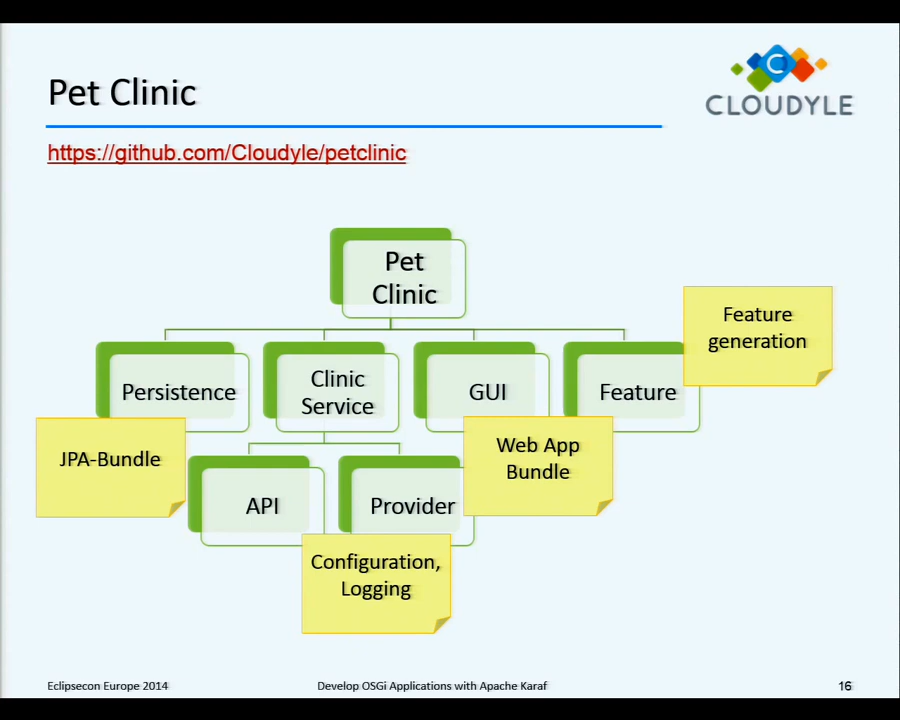 Pet Clinic
CLOUDYLE
https://github.com/Cloudyle/petclinic
Pet
Clinic
Feature
generation
Persistence
Clinic
Service
GUI
Feature
JPA-Bundle
Web App
Bundle
API
Provider
Configuration,
Logging
Eclipsecon Europe 2014
Develop OSGi Applications with Apache Karaf
16